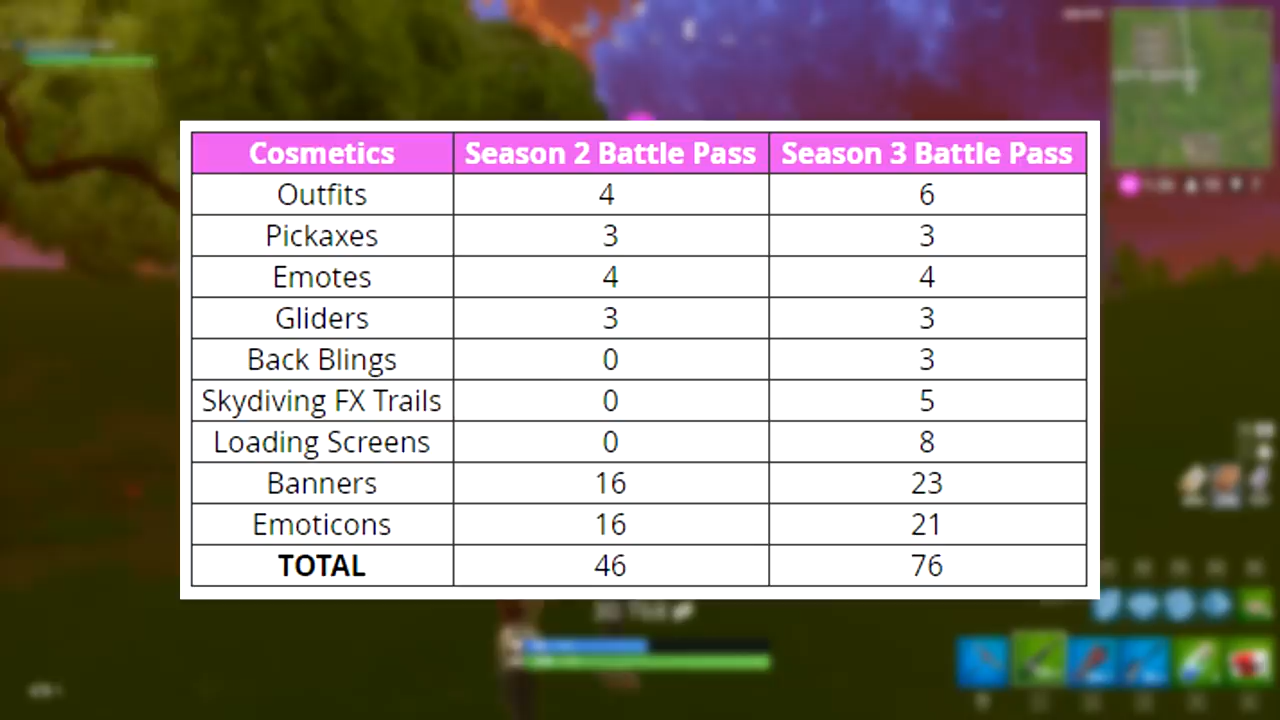 Cosmetics Season 2 Battle Pass Season 3 Battle Pass
Outfits 4 6
Pickaxes 3 3
Emotes 4 4
Gliders 3 3
Back Blings 0 3
Skydiving FX Trails 0 5
Loading Screens 0 8
Banners 16 23
Emoticons 16 21
TOTAL 46 76